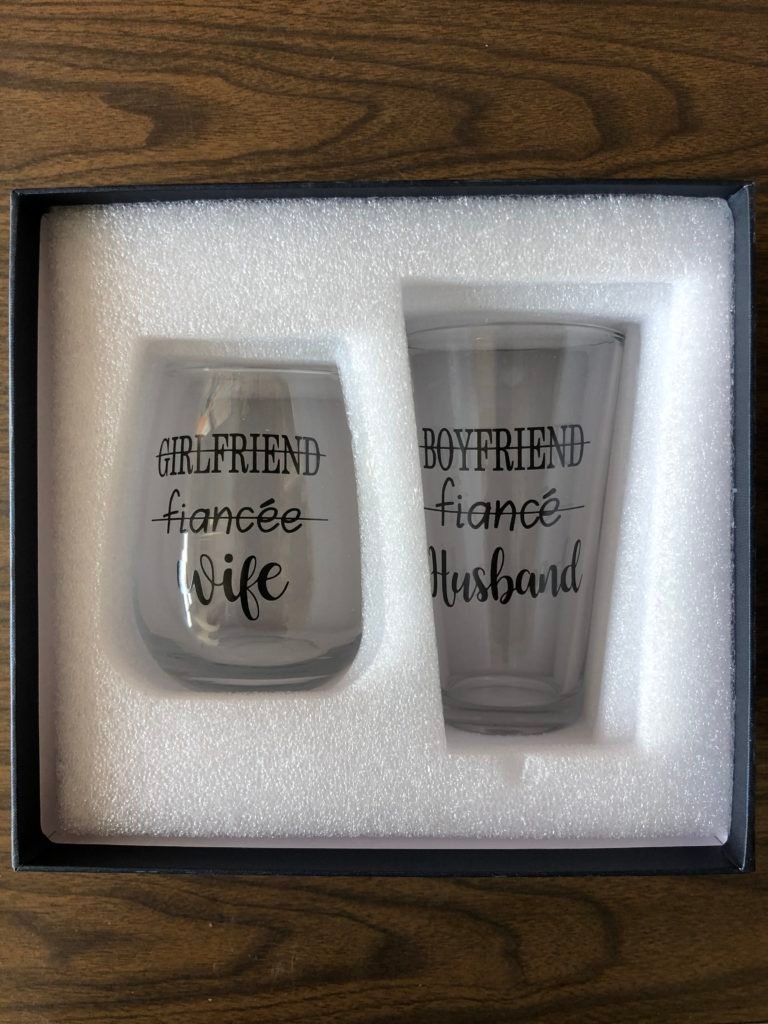 GIRLFRIEND
fiancée
wife
BOYFRIEND
fiancé
Husband